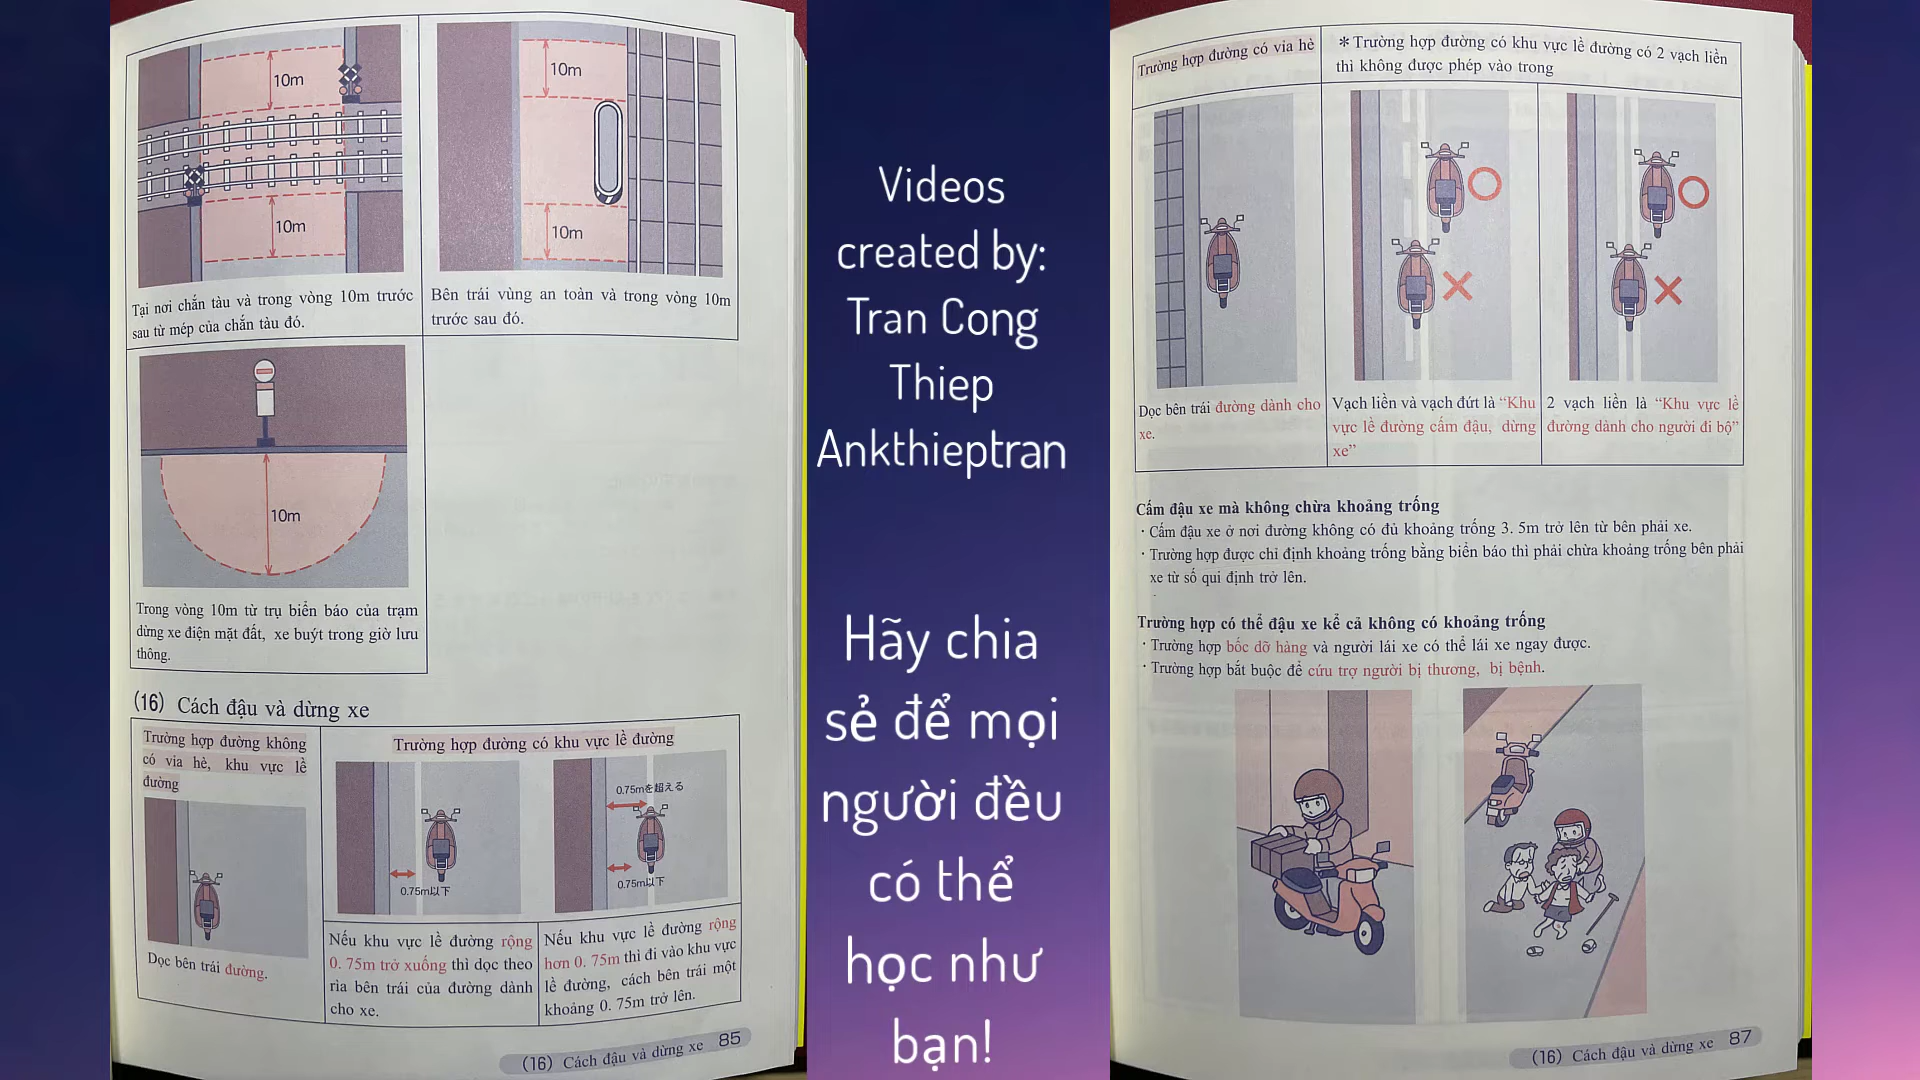 10m
10m
Tại nơi chắn tàu và trong vòng 10m trước
sau từ mép của chắn tàu đó.
10m
10m
Bên trái vùng an toàn và trong vòng 10m
trước sau đó.
10m
Trong vòng 10m từ trụ biển báo của trạm
dừng xe điện mặt đất, xe buýt trong giờ lưu
thông.
(16) Cách đậu và dừng xe
Trường hợp đường không
có vỉa hè, khu vực lề
đường
Dọc bên trái đường.
Trường hợp đường có khu vực lề đường
0.75m以下
Nếu khu vực lề đường rộng
0. 75m trở xuống thì dọc theo
rìa bên trái của đường dành
cho xe.
0.75mを超える
0.75m以下
Nếu khu vực lề đường rộng
hơn 0. 75m thì đi vào khu vực
lề đường, cách bên trái một
khoảng 0. 75m trở lên.
(16) Cách đậu và dừng xe 85
Videos
created by:
Tran Cong
Thiep
Ankthieptran
Hãy chia
sẻ để mọi
người đều
có thể
học như
bạn!
Trường hợp đường có vỉa hè
＊Trường hợp đường có khu vực lề đường có 2 vạch liền
thì không được phép vào trong
Dọc bên trái đường dành cho
xe.
Vạch liền và vạch đứt là “Khu
vực lề đường cấm đậu, dừng
xe”
2 vạch liền là “Khu vực lề
đường dành cho người đi bộ”
Cấm đậu xe mà không chừa khoảng trống
・Cấm đậu xe ở nơi đường không có đủ khoảng trống 3. 5m trở lên từ bên phải xe.
・Trường hợp được chỉ định khoảng trống bằng biển báo thì phải chừa khoảng trống bên phải
xe từ số qui định trở lên.
Trường hợp có thể đậu xe kể cả không có khoảng trống
・Trường hợp bốc dỡ hàng và người lái xe có thể lái xe ngay được.
・Trường hợp bắt buộc để cứu trợ người bị thương, bị bệnh.
(16) Cách đậu và dừng xe 87